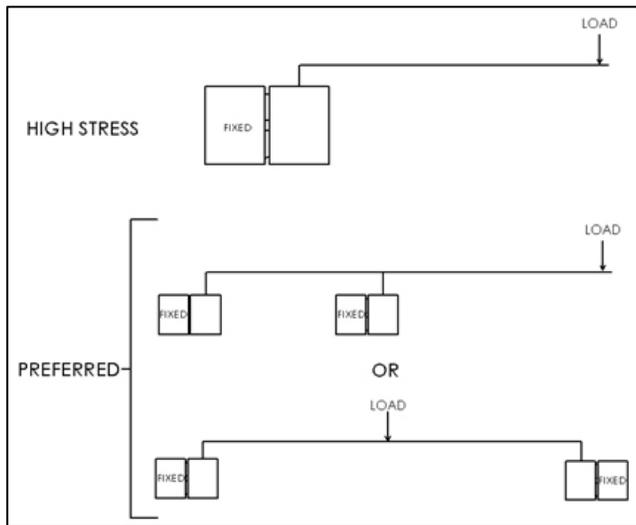 LOAD
HIGH STRESS
FIXED
LOAD
FIXED
FIXED
PREFERRED
OR
LOAD
FIXED
FIXED